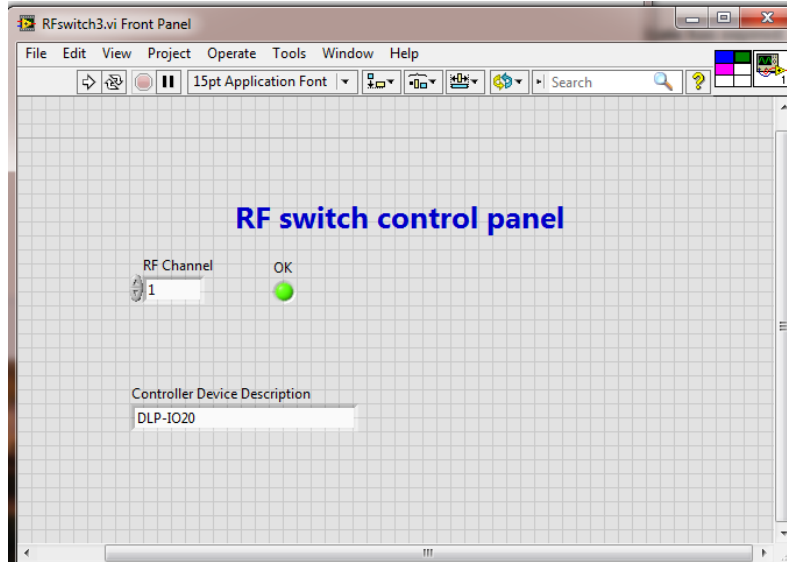 RFswitch3.vi Front Panel
File Edit View Project Operate Tools Window Help
15pt Application Font Search ? 1
RF switch control panel
RF Channel OK
1
Controller Device Description
DLP-IO20